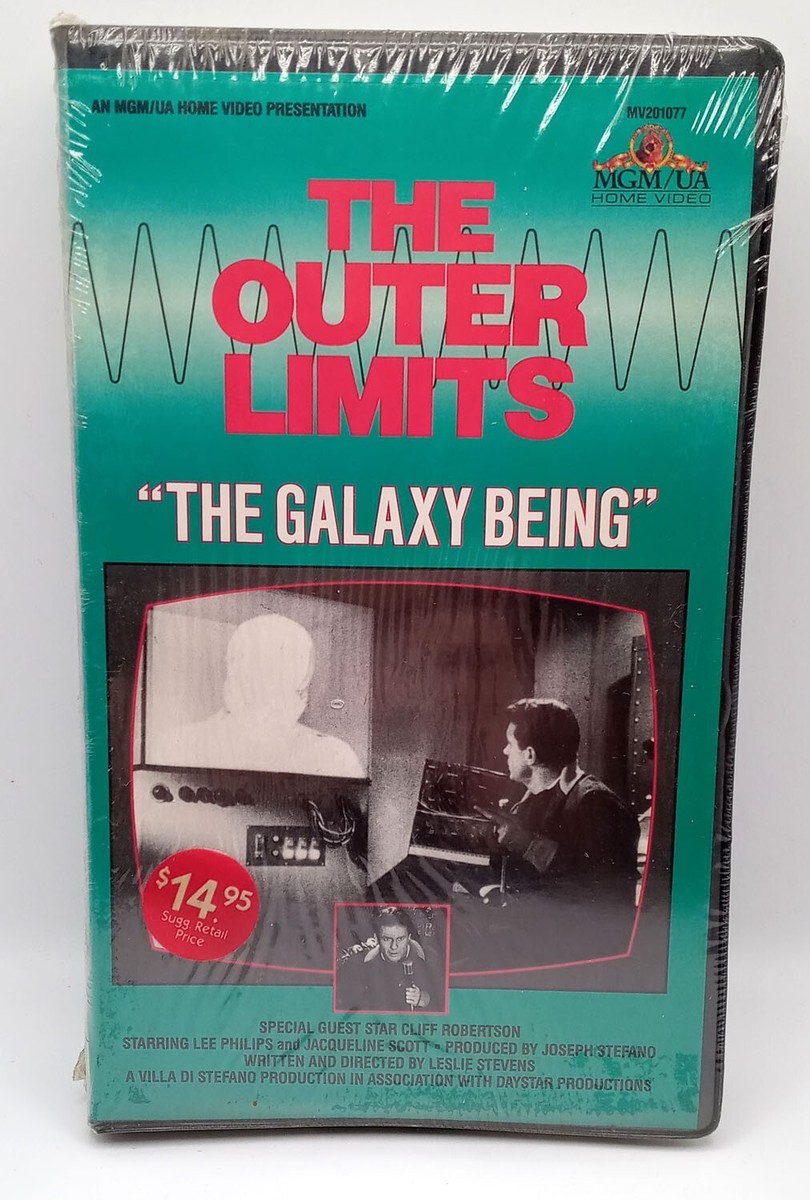 AN MGM/UA HOME VIDEO PRESENTATION
MV201077
MGM/UA
HOME VIDEO
THE
OUTER
LIMITS
“THE GALAXY BEING”
$14.95
Sugg. Retail
Price
SPECIAL GUEST STAR CLIFF ROBERTSON
STARRING LEE PHILIPS and JACQUELINE SCOTT • PRODUCED BY JOSEPH STEFANO
WRITTEN AND DIRECTED BY LESLIE STEVENS
A VILLA DI STEFANO PRODUCTION IN ASSOCIATION WITH DAYSTAR PRODUCTIONS